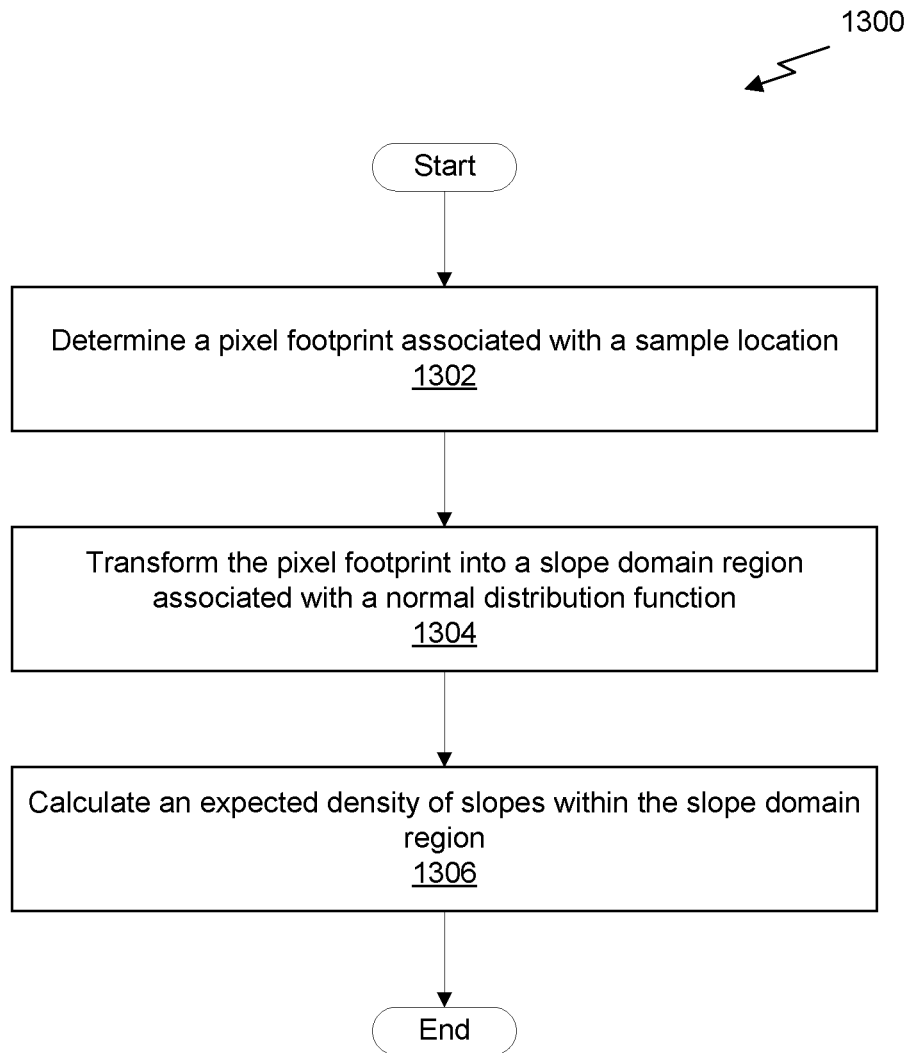 1300
Start
Determine a pixel footprint associated with a sample location
1302
Transform the pixel footprint into a slope domain region
associated with a normal distribution function
1304
Calculate an expected density of slopes within the slope domain
region
1306
End